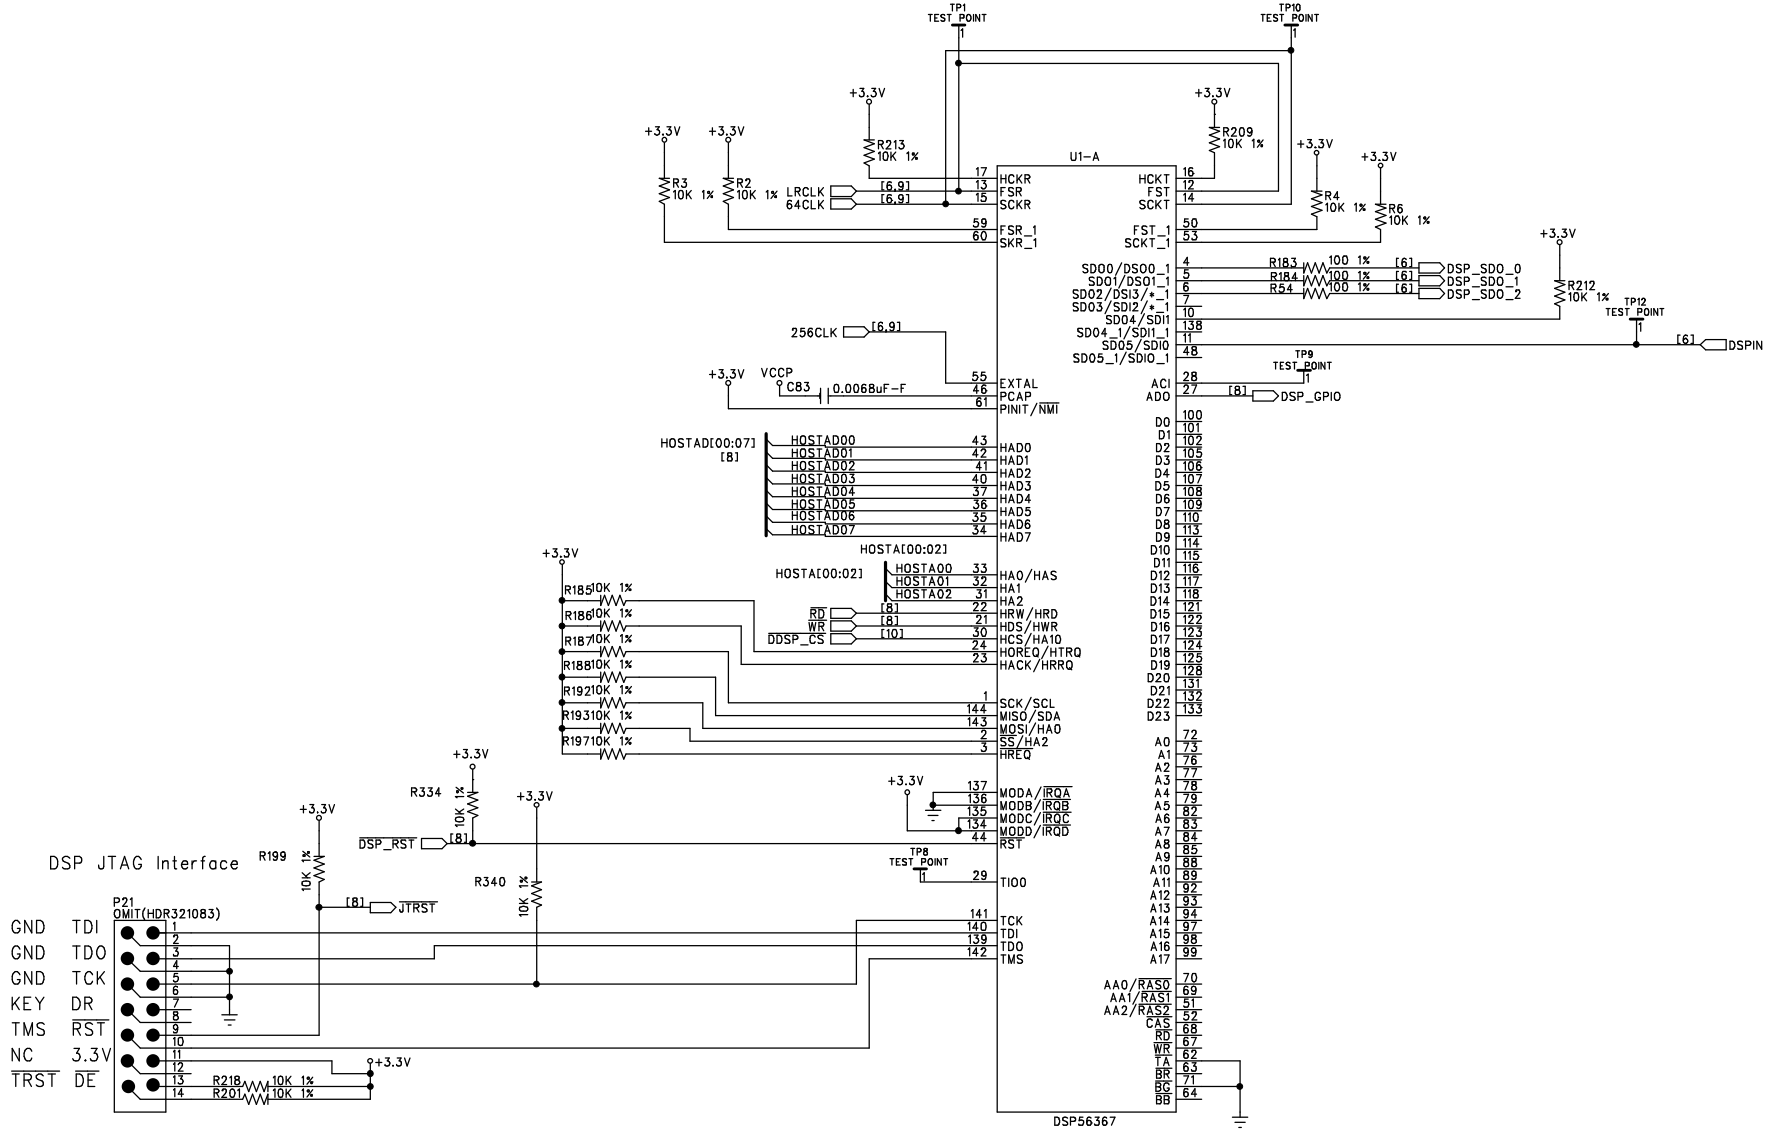 TP1
TEST_POINT
1
TP10
TEST_POINT
1
+3.3V
R213
10K 1%
+3.3V
R209
10K 1%
+3.3V
R3
10K 1%
+3.3V
R2
10K 1%
+3.3V
R4
10K 1%
+3.3V
R6
10K 1%
U1-A
LRCLK [6,9] 13 FSR
64CLK [6,9] 15 SCKR
17 HCKR
59 FSR_1
60 SKR_1
HCKT 16
FST 12
SCKT 14
FST_1 50
SCKT_1 53
SDO0/DSO0_1 4 R183 100 1% [6] DSP_SDO_0
SDO1/DSO1_1 5 R184 100 1% [6] DSP_SDO_1
SDO2/DSI3/*_1 6 R54 100 1% [6] DSP_SDO_2
SDO3/SDI2/*_1 7
SDO4/SDI1 10
SDO4_1/SDI1_1 138
SDO5/SDI0 11
SDO5_1/SDI0_1 48
+3.3V
R212
10K 1%
TP12
TEST_POINT
1
[6] DSPIN
TP9
TEST_POINT
1
ACI 28
ADO 27 [8] DSP_GPIO
256CLK [6,9]
55 EXTAL
+3.3V
VCCP
C83 0.0068uF-F
46 PCAP
61 PINIT/NMI
HOSTAD[00:07]
[8]
HOSTAD00 43 HAD0
HOSTAD01 42 HAD1
HOSTAD02 41 HAD2
HOSTAD03 40 HAD3
HOSTAD04 37 HAD4
HOSTAD05 36 HAD5
HOSTAD06 35 HAD6
HOSTAD07 34 HAD7
HOSTA[00:02]
HOSTA[00:02]
HOSTA00 33 HA0/HAS
HOSTA01 32 HA1
HOSTA02 31 HA2
RD [8] 22 HRW/HRD
WR [8] 21 HDS/HWR
DDSP_CS [10] 30 HCS/HA10
24 HOREQ/HTRQ
23 HACK/HRRQ
+3.3V
R185 10K 1%
R186 10K 1%
R187 10K 1%
R188 10K 1%
R192 10K 1%
R193 10K 1%
R197 10K 1%
1 SCK/SCL
144 MISO/SDA
143 MOSI/HA0
2 SS/HA2
3 HREQ
D0 100
D1 101
D2 102
D3 105
D4 106
D5 107
D6 108
D7 109
D8 110
D9 113
D10 114
D11 115
D12 116
D13 117
D14 118
D15 121
D16 122
D17 123
D18 124
D19 125
D20 128
D21 131
D22 132
D23 133
A0 72
A1 73
A2 76
A3 77
A4 78
A5 79
A6 82
A7 83
A8 84
A9 85
A10 88
A11 89
A12 92
A13 93
A14 94
A15 97
A16 98
A17 99
+3.3V
137 MODA/IRQA
136 MODB/IRQB
135 MODC/IRQC
134 MODD/IRQD
44 RST
+3.3V
R334
10K 1%
DSP_RST [8]
+3.3V
R340
10K 1%
TP8
TEST_POINT
1
29 TIO0
141 TCK
140 TDI
139 TDO
142 TMS
AA0/RAS0 70
AA1/RAS1 69
AA2/RAS2 51
CAS 52
RD 68
WR 67
TA 62
BR 63
BG 71
BB 64
DSP56367
+3.3V
R199
10K 1%
[8] JTRST
DSP JTAG Interface
P21
OMIT(HDR321083)
GND TDI 1
2
GND TDO 3
4
GND TCK 5
6
KEY DR 7
8
TMS RST 9
10
NC 3.3V 11
12
TRST DE 13
14
+3.3V
R218 10K 1%
R201 10K 1%